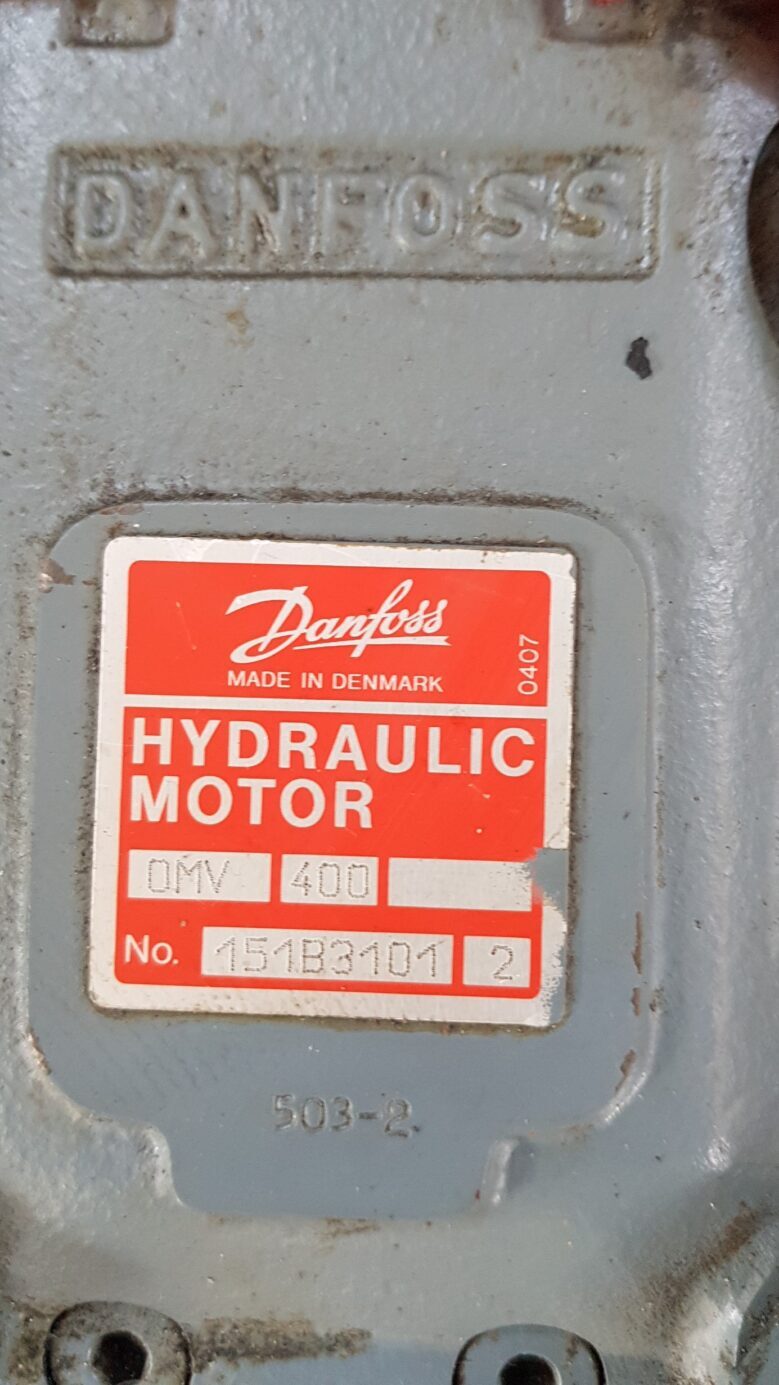 DANFOSS
Danfoss
MADE IN DENMARK
0407
HYDRAULIC
MOTOR
OMV 400
No. 151B3101 2
503-2